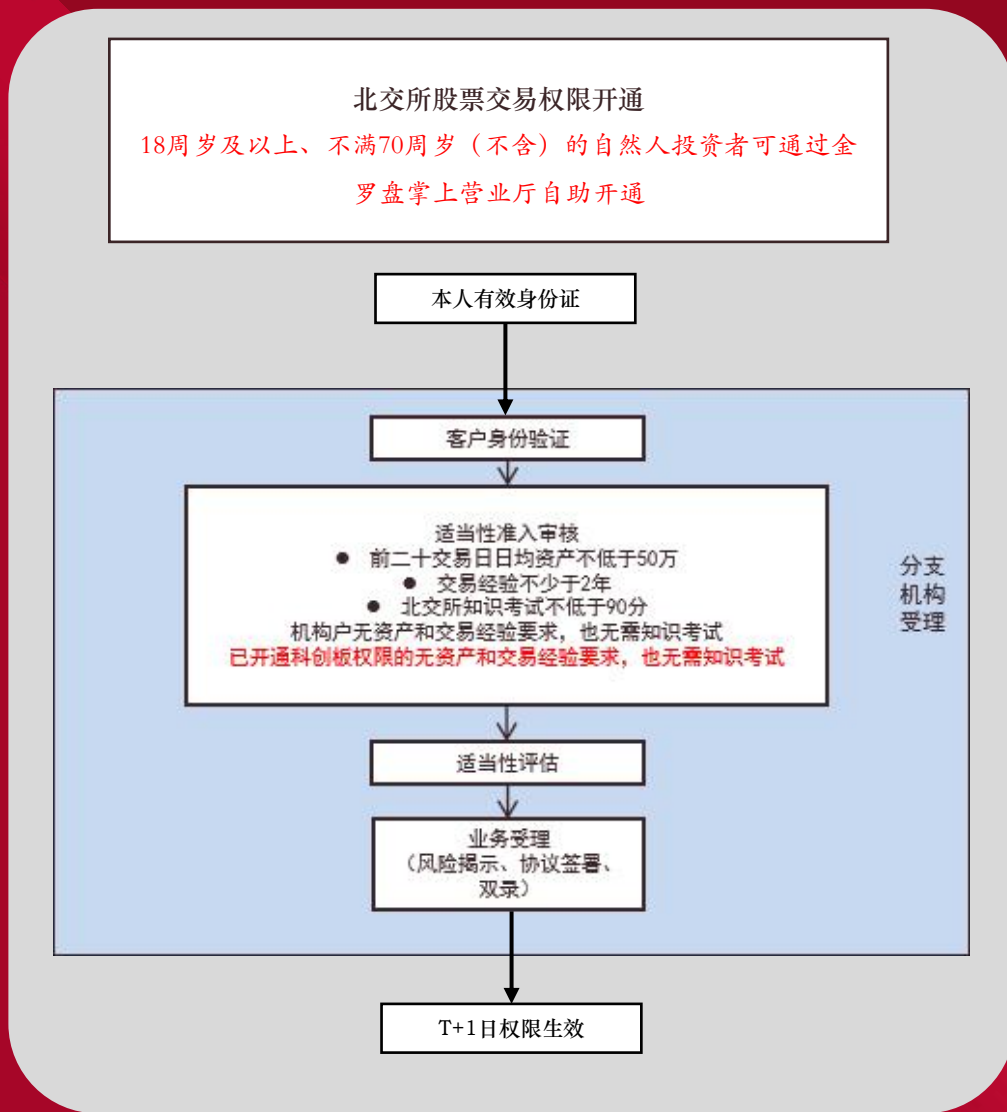 北交所股票交易权限开通
18周岁及以上、不满70周岁（不含）的自然人投资者可通过金
罗盘掌上营业厅自助开通
本人有效身份证
客户身份验证
适当性准入审核
● 前二十交易日日均资产不低于50万
● 交易经验不少于2年
● 北交所知识考试不低于90分
机构户无资产和交易经验要求，也无需知识考试
已开通科创板权限的无资产和交易经验要求，也无需知识考试
分支
机构
受理
适当性评估
业务受理
（风险揭示、协议签署、
双录）
T+1日权限生效